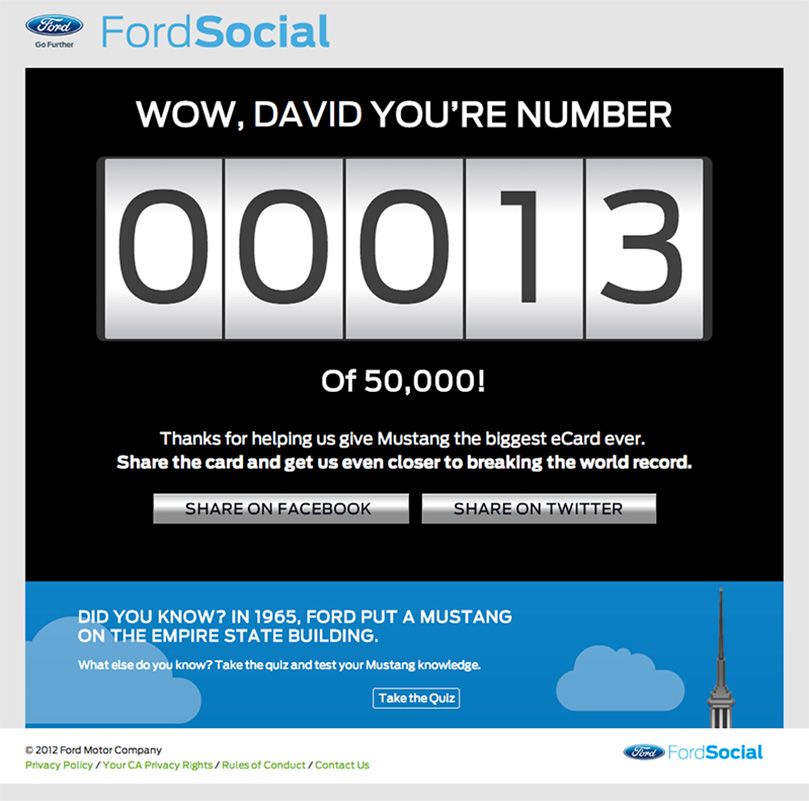 Ford
Go Further
FordSocial
WOW, DAVID YOU'RE NUMBER
00013
Of 50,000!
Thanks for helping us give Mustang the biggest eCard ever.
Share the card and get us even closer to breaking the world record.
SHARE ON FACEBOOK
SHARE ON TWITTER
DID YOU KNOW? IN 1965, FORD PUT A MUSTANG
ON THE EMPIRE STATE BUILDING.
What else do you know? Take the quiz and test your Mustang knowledge.
Take the Quiz
© 2012 Ford Motor Company
Privacy Policy / Your CA Privacy Rights / Rules of Conduct / Contact Us
Ford
FordSocial